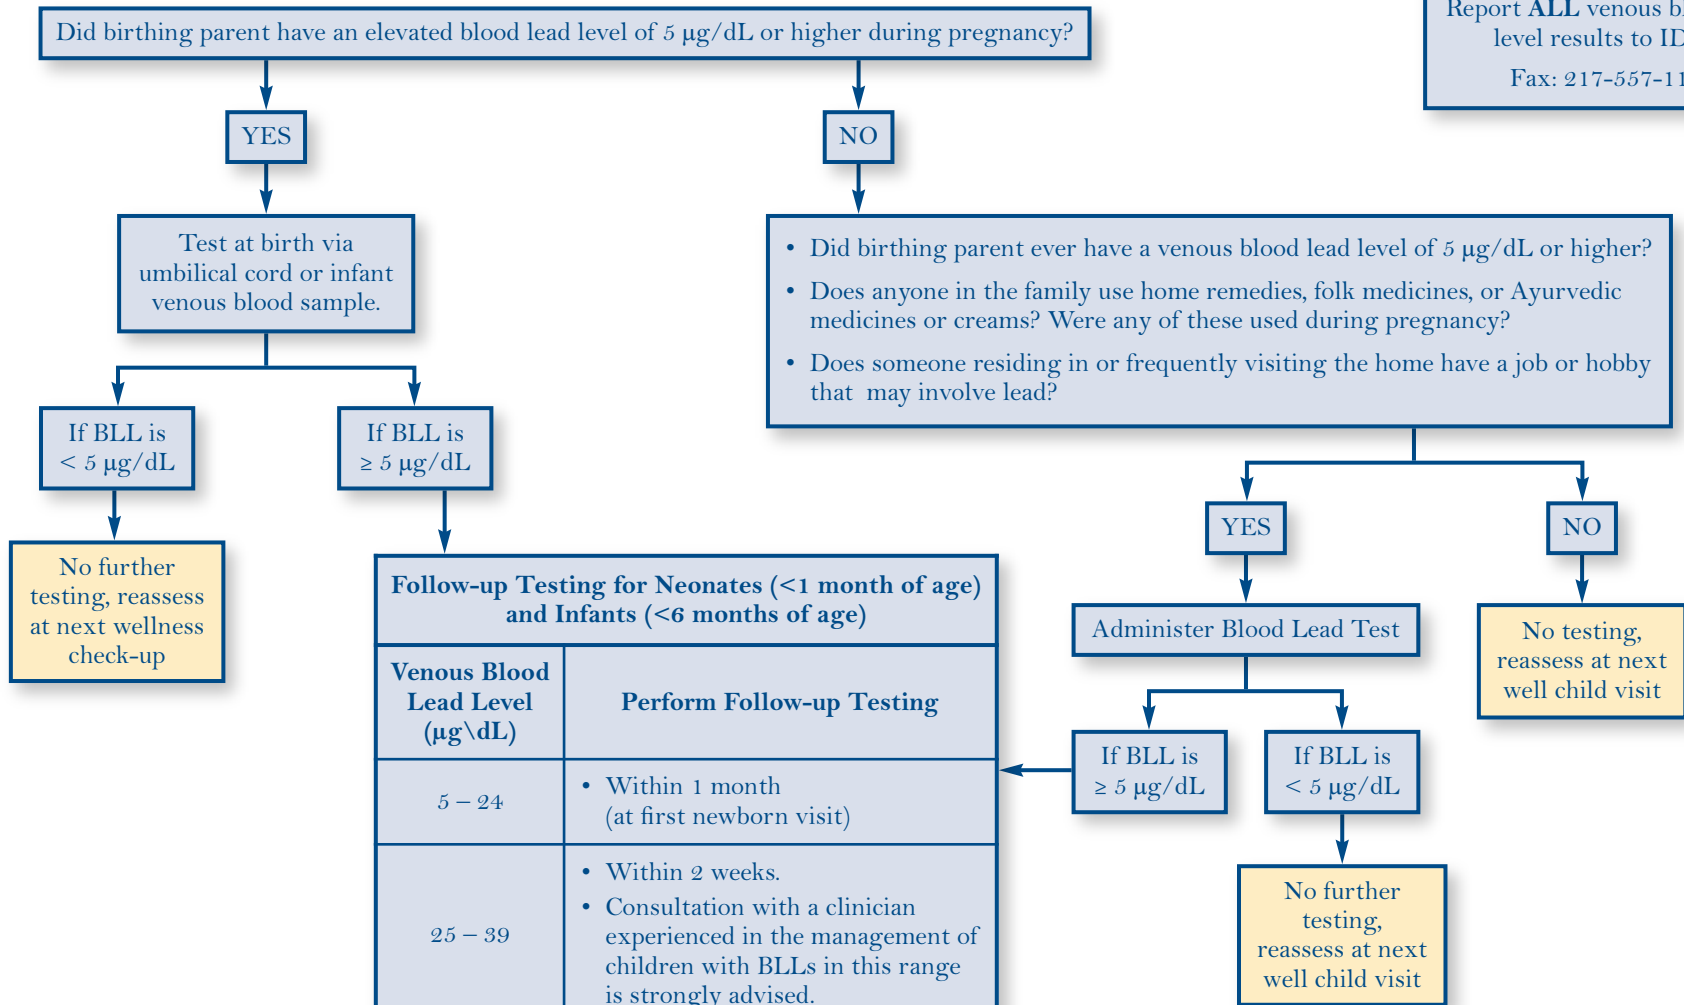 Did birthing parent have an elevated blood lead level of 5 µg/dL or higher during pregnancy?
Report ALL venous
level results to
Fax: 217-557-11
YES
NO
Test at birth via
umbilical cord or infant
venous blood sample.
• Did birthing parent ever have a venous blood lead level of 5 µg/dL or higher?
• Does anyone in the family use home remedies, folk medicines, or Ayurvedic
medicines or creams? Were any of these used during pregnancy?
• Does someone residing in or frequently visiting the home have a job or hobby
that may involve lead?
If BLL is
< 5 µg/dL
If BLL is
≥ 5 µg/dL
No further
testing, reassess
at next wellness
check-up
YES
NO
Administer Blood Lead Test
No testing,
reassess at next
well child visit
If BLL is
≥ 5 µg/dL
If BLL is
< 5 µg/dL
No further
testing,
reassess at next
well child visit
Follow-up Testing for Neonates (<1 month of age)
and Infants (<6 months of age)
Venous Blood
Lead Level
(µg\dL)
Perform Follow-up Testing
5 – 24
• Within 1 month
(at first newborn visit)
25 – 39
• Within 2 weeks.
• Consultation with a clinician
experienced in the management of
children with BLLs in this range
is strongly advised.